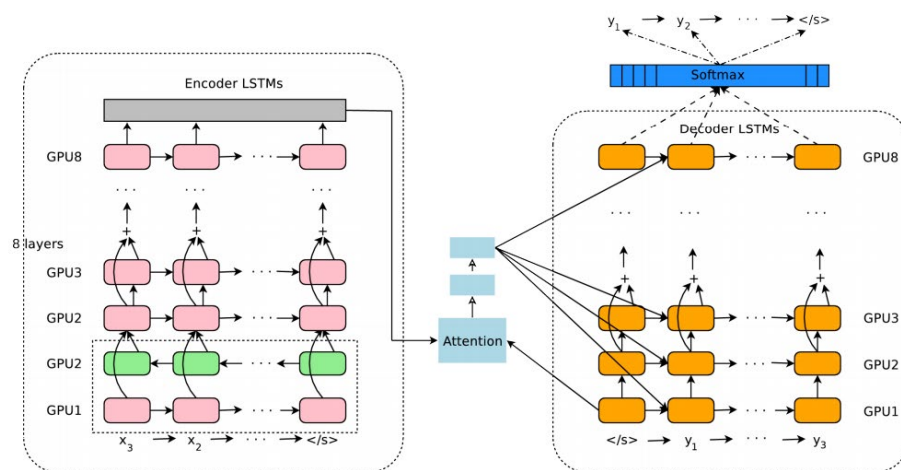 y1 y2 · · · </s>
Softmax
Encoder LSTMs
Decoder LSTMs
GPU8
· · ·
GPU8
· · · · · · · · ·
· · · · · ·
+ + +
8 layers
GPU3
· · ·
+ + +
GPU2
· · ·
GPU3
· · ·
Attention
GPU2
· · ·
GPU2
· · ·
GPU1
· · ·
GPU1
· · ·
x3 x2 · · · </s>
</s> y1 · · · y3